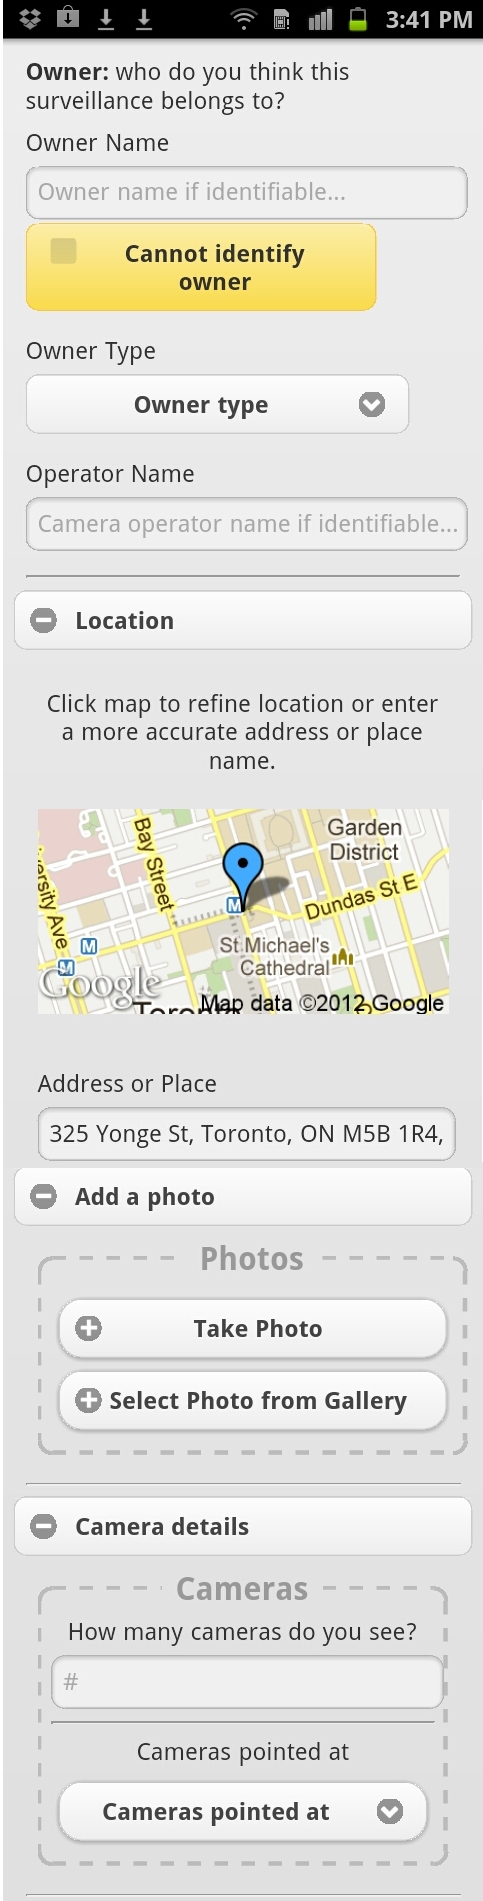 3:41 PM
Owner: who do you think this
surveillance belongs to?
Owner Name
Owner name if identifiable...
Cannot identify
owner
Owner Type
Owner type
Operator Name
Camera operator name if identifiable...
Location
Click map to refine location or enter
a more accurate address or place
name.
Bay Street
Garden
District
ersity Ave
M
Dundas St E
M
M
St Michael's
Cathedral
Google
Toronto
Map data ©2012 Google
Address or Place
325 Yonge St, Toronto, ON M5B 1R4,
Add a photo
Photos
Take Photo
Select Photo from Gallery
Camera details
Cameras
How many cameras do you see?
#
Cameras pointed at
Cameras pointed at